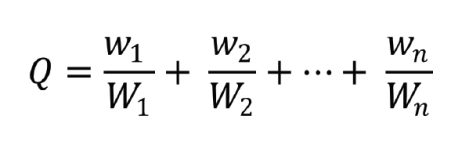 Q = w₁/W₁ + w₂/W₂ + ⋯ + wₙ/Wₙ